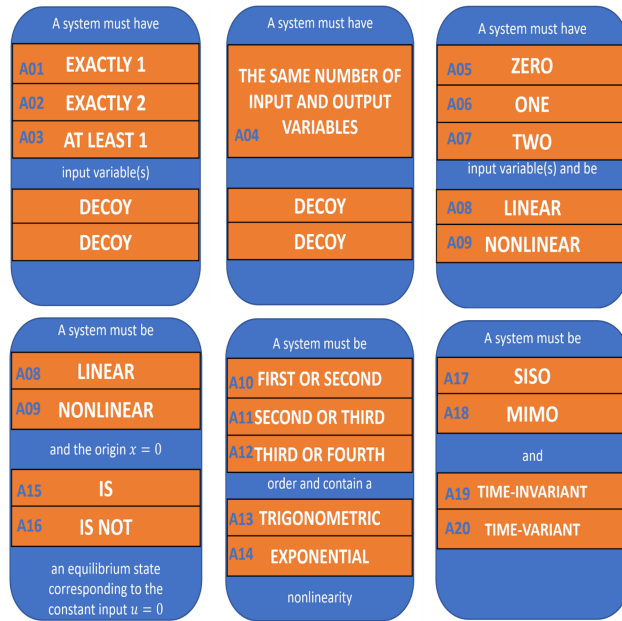 A system must have
A01 EXACTLY 1
A02 EXACTLY 2
A03 AT LEAST 1
input variable(s)
DECOY
DECOY
A system must have
THE SAME NUMBER OF
INPUT AND OUTPUT
A04 VARIABLES
DECOY
DECOY
A system must have
A05 ZERO
A06 ONE
A07 TWO
input variable(s) and be
A08 LINEAR
A09 NONLINEAR
A system must be
A08 LINEAR
A09 NONLINEAR
and the origin x = 0
A15 IS
A16 IS NOT
an equilibrium state
corresponding to the
constant input u = 0
A system must be
A10 FIRST OR SECOND
A11 SECOND OR THIRD
A12 THIRD OR FOURTH
order and contain a
A13 TRIGONOMETRIC
A14 EXPONENTIAL
nonlinearity
A system must be
A17 SISO
A18 MIMO
and
A19 TIME-INVARIANT
A20 TIME-VARIANT